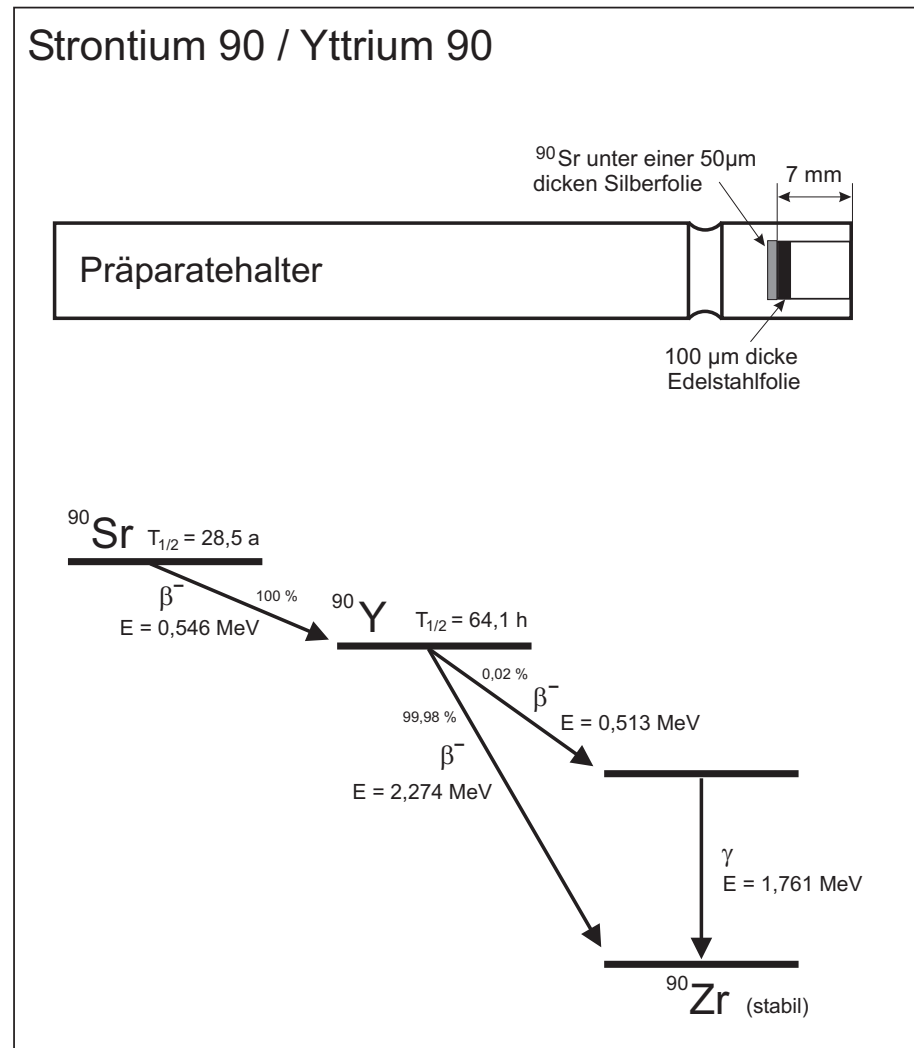 Strontium 90 / Yttrium 90
⁹⁰Sr unter einer 50µm
dicken Silberfolie
7 mm
Präparatehalter
100 µm dicke
Edelstahlfolie
⁹⁰Sr T₁/₂ = 28,5 a
β⁻
100 %
E = 0,546 MeV
⁹⁰Y T₁/₂ = 64,1 h
0,02 %
β⁻
E = 0,513 MeV
99,98 %
β⁻
E = 2,274 MeV
γ
E = 1,761 MeV
⁹⁰Zr (stabil)